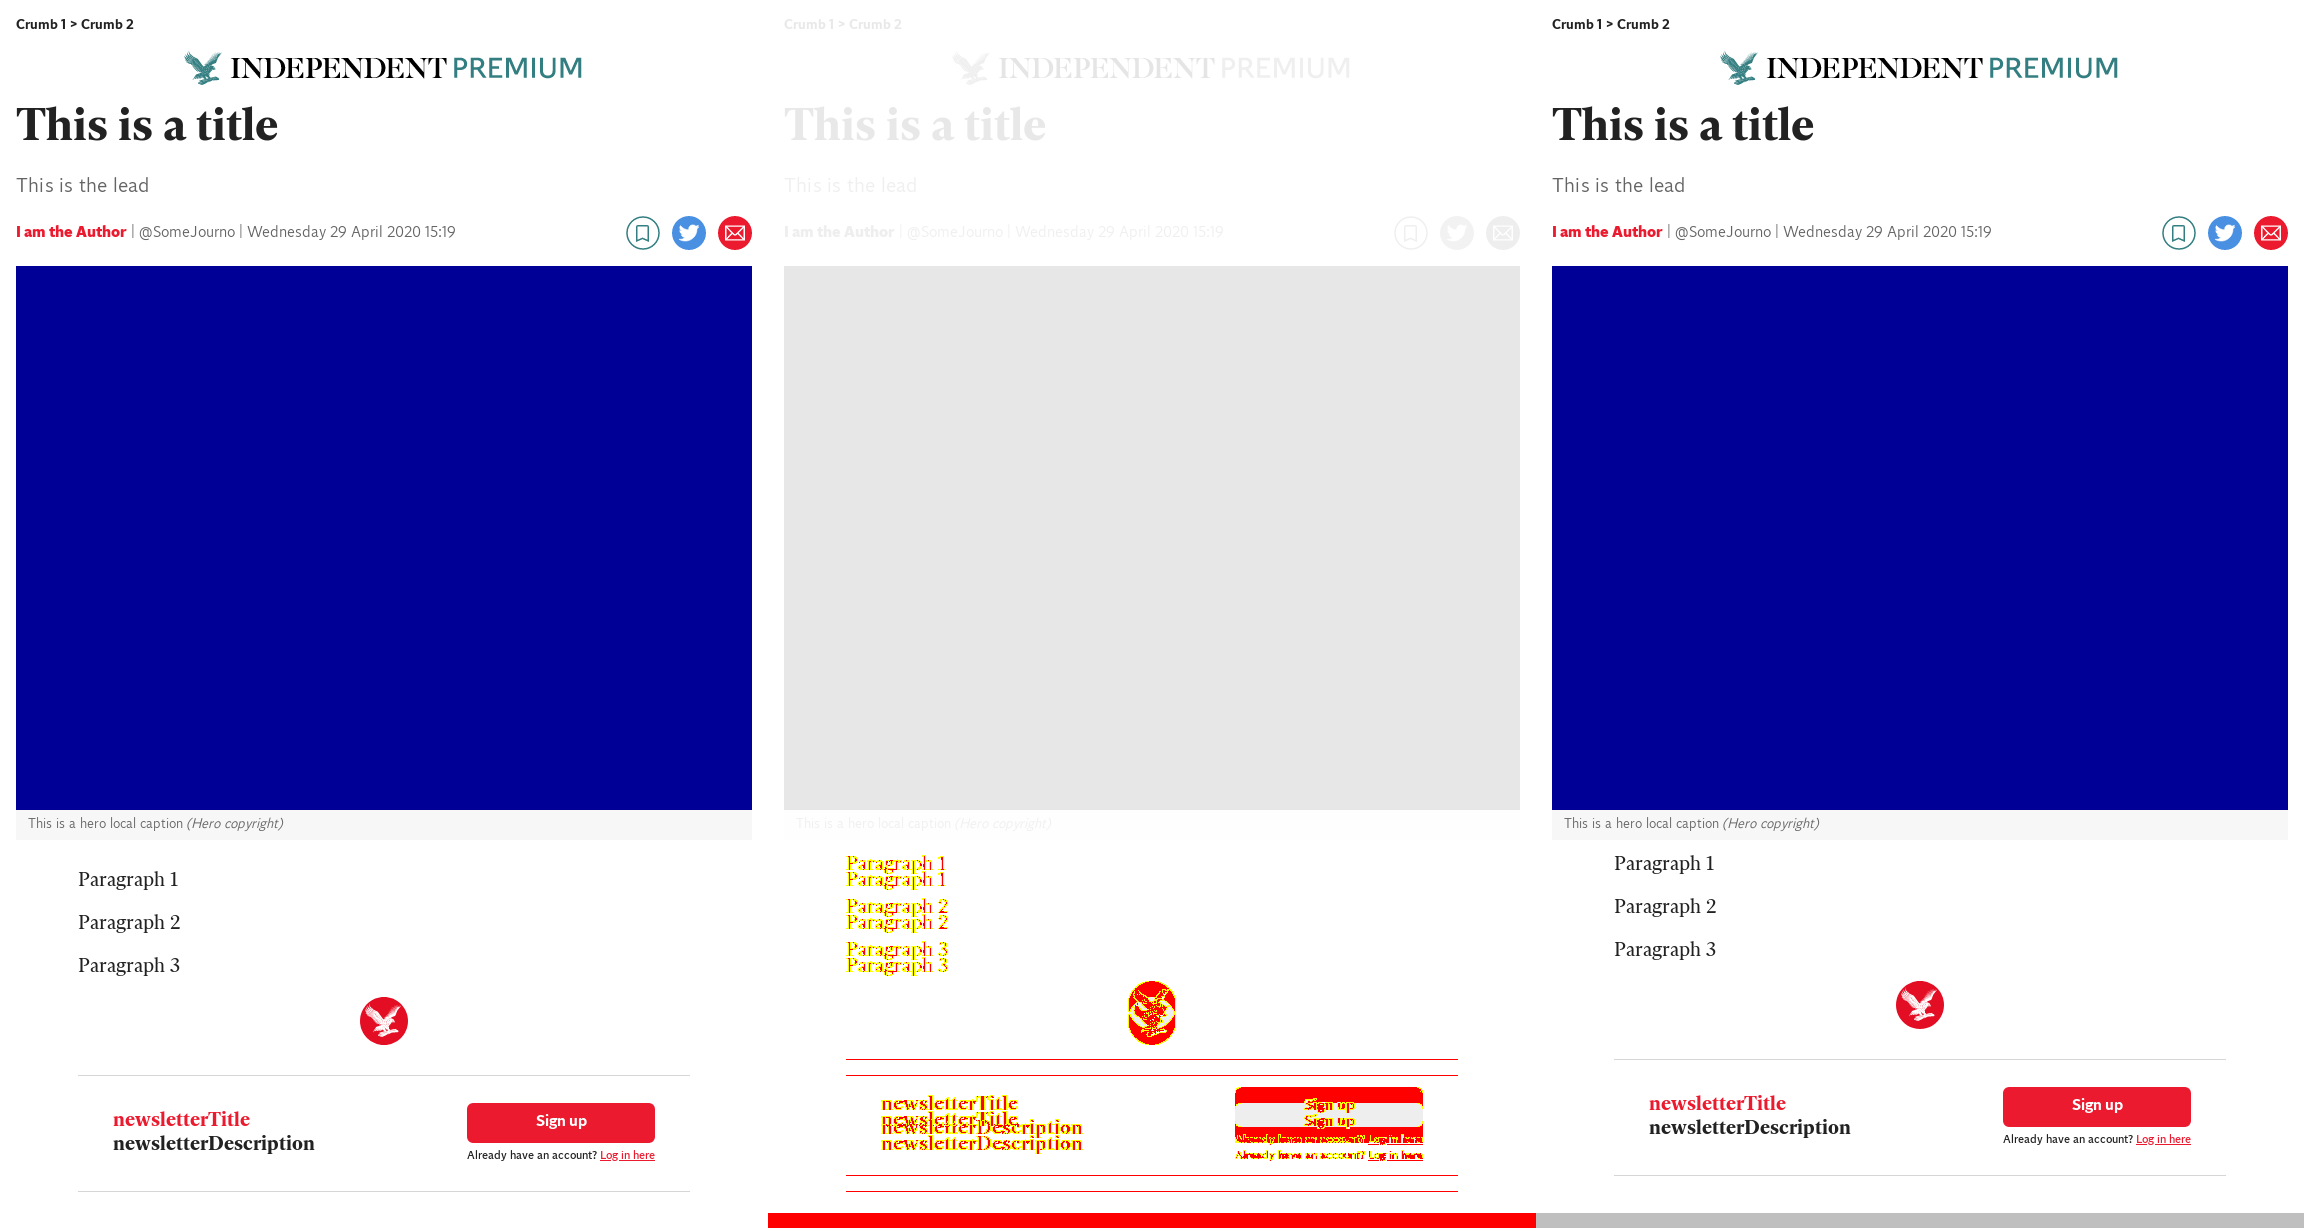 Crumb 1 > Crumb 2
INDEPENDENT PREMIUM
This is a title
This is the lead
I am the Author | @SomeJourno | Wednesday 29 April 2020 15:19
This is a hero local caption (Hero copyright)
Paragraph 1
Paragraph 2
Paragraph 3
newsletterTitle
newsletterDescription
Sign up
Already have an account? Log in here
Crumb 1 > Crumb 2
INDEPENDENT PREMIUM
This is a title
This is the lead
I am the Author | @SomeJourno | Wednesday 29 April 2020 15:19
This is a hero local caption (Hero copyright)
Paragraph 1
Paragraph 1
Paragraph 2
Paragraph 2
Paragraph 3
Paragraph 3
newsletterTitle
newsletterTitle
newsletterDescription
newsletterDescription
Sign up
Sign up
Already have an account? Log in here
Already have an account? Log in here
Crumb 1 > Crumb 2
INDEPENDENT PREMIUM
This is a title
This is the lead
I am the Author | @SomeJourno | Wednesday 29 April 2020 15:19
This is a hero local caption (Hero copyright)
Paragraph 1
Paragraph 2
Paragraph 3
newsletterTitle
newsletterDescription
Sign up
Already have an account? Log in here